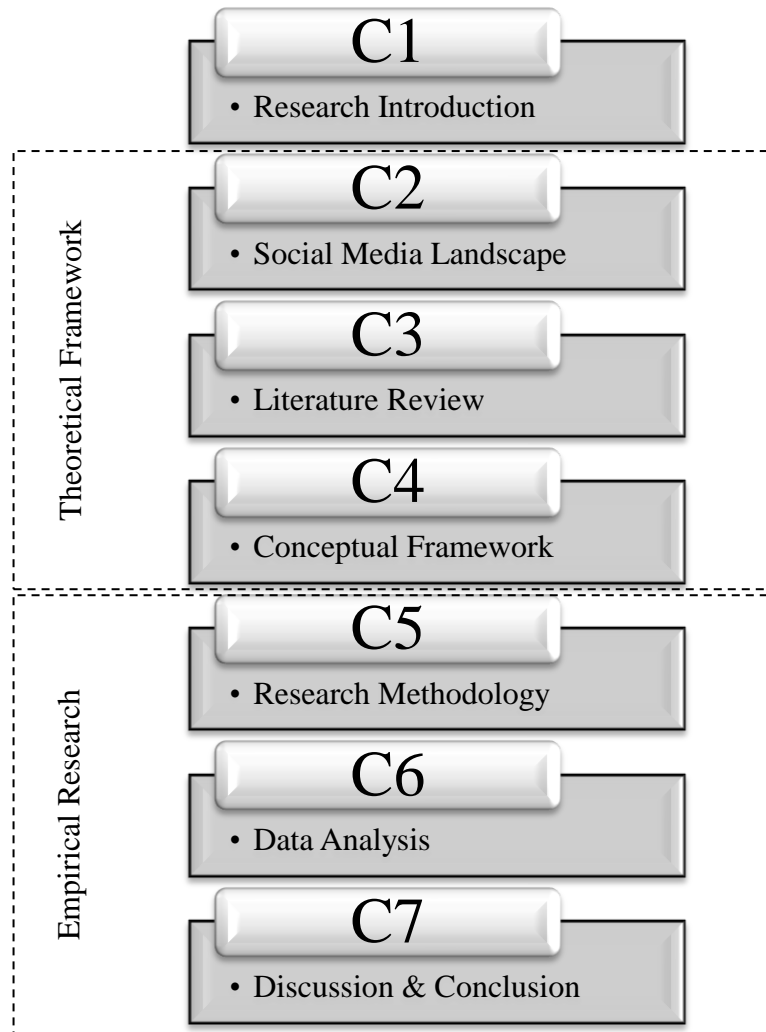 C1
• Research Introduction
Theoretical Framework
C2
• Social Media Landscape
C3
• Literature Review
C4
• Conceptual Framework
Empirical Research
C5
• Research Methodology
C6
• Data Analysis
C7
• Discussion & Conclusion